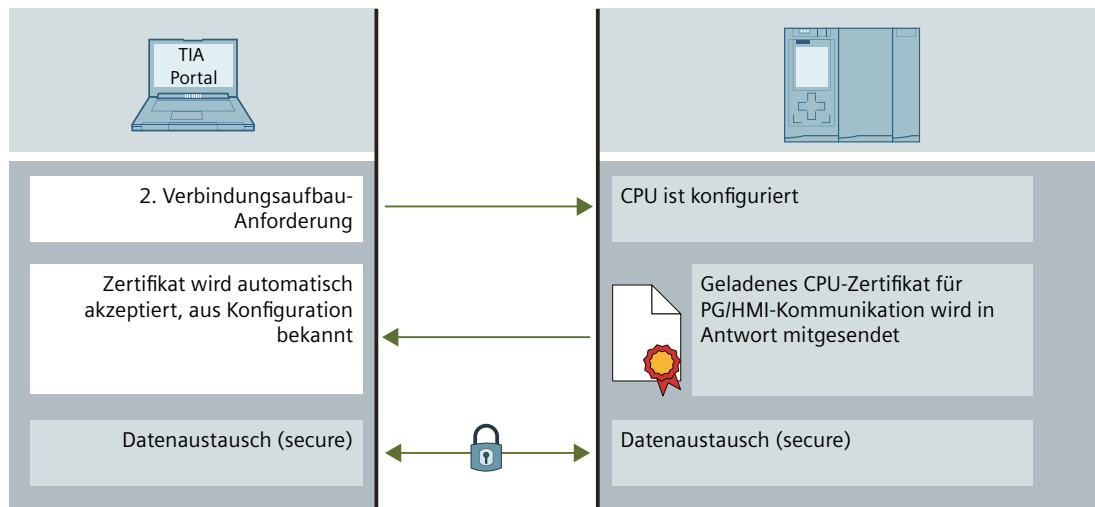 TIA
Portal
2. Verbindungsaufbau-
Anforderung
CPU ist konfiguriert
Zertifikat wird automatisch
akzeptiert, aus Konfiguration
bekannt
Geladenes CPU-Zertifikat für
PG/HMI-Kommunikation wird in
Antwort mitgesendet
Datenaustausch (secure)
Datenaustausch (secure)